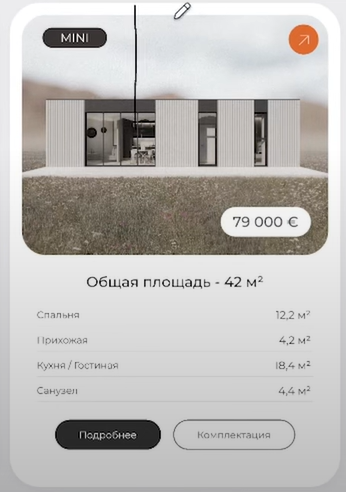 MINI
79 000 €
Общая площадь - 42 м²
Спальня 12,2 м²
Прихожая 4,2 м²
Кухня / Гостиная 18,4 м²
Санузел 4,4 м²
Подробнее Комплектация